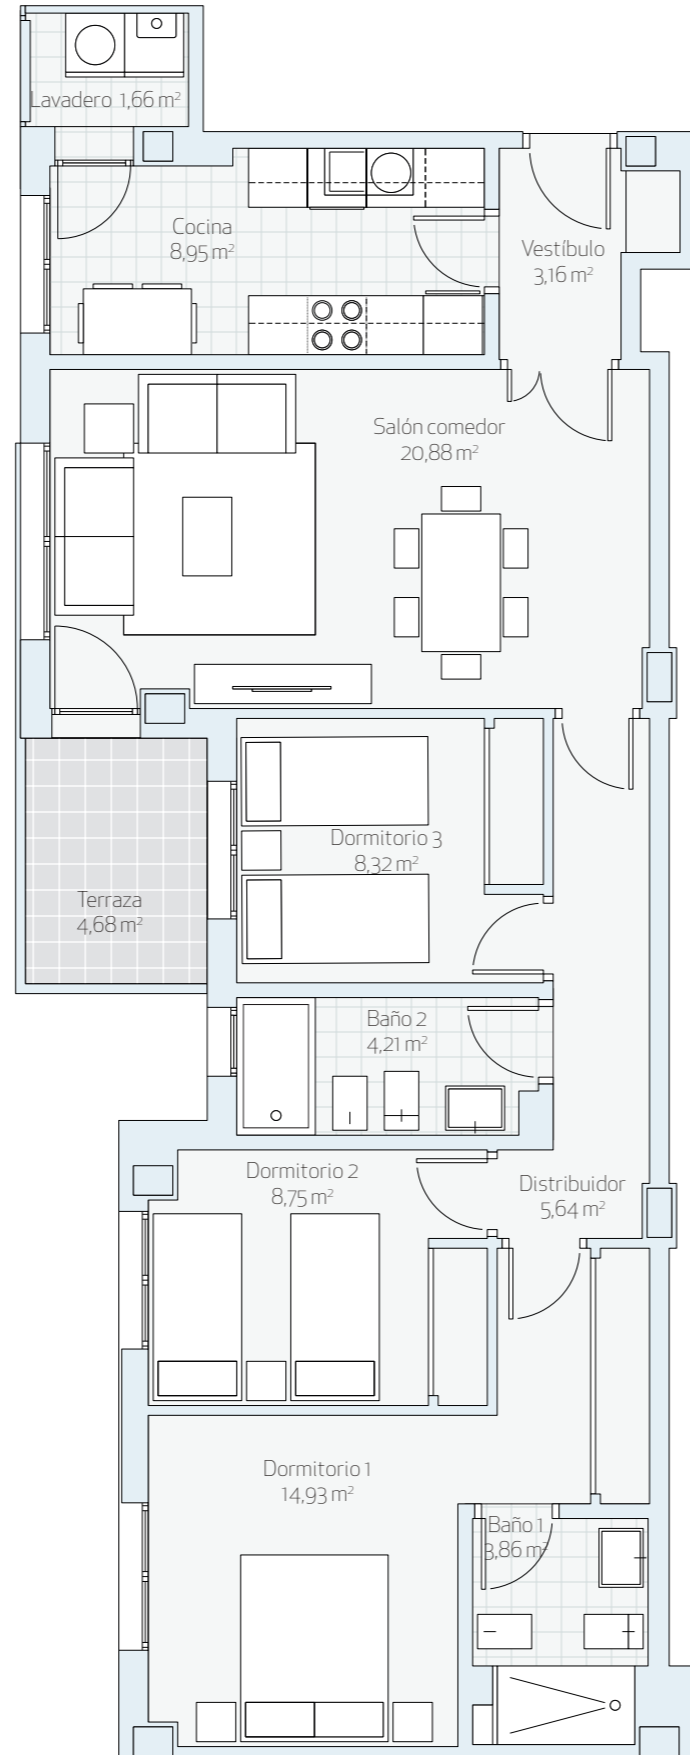 Lavadero 1,66 m²
Cocina
8,95 m²
Vestíbulo
3,16 m²
Salón comedor
20,88 m²
Dormitorio 3
8,32 m²
Terraza
4,68 m²
Baño 2
4,21 m²
Dormitorio 2
8,75 m²
Distribuidor
5,64 m²
Dormitorio 1
14,93 m²
Baño 1
3,86 m²